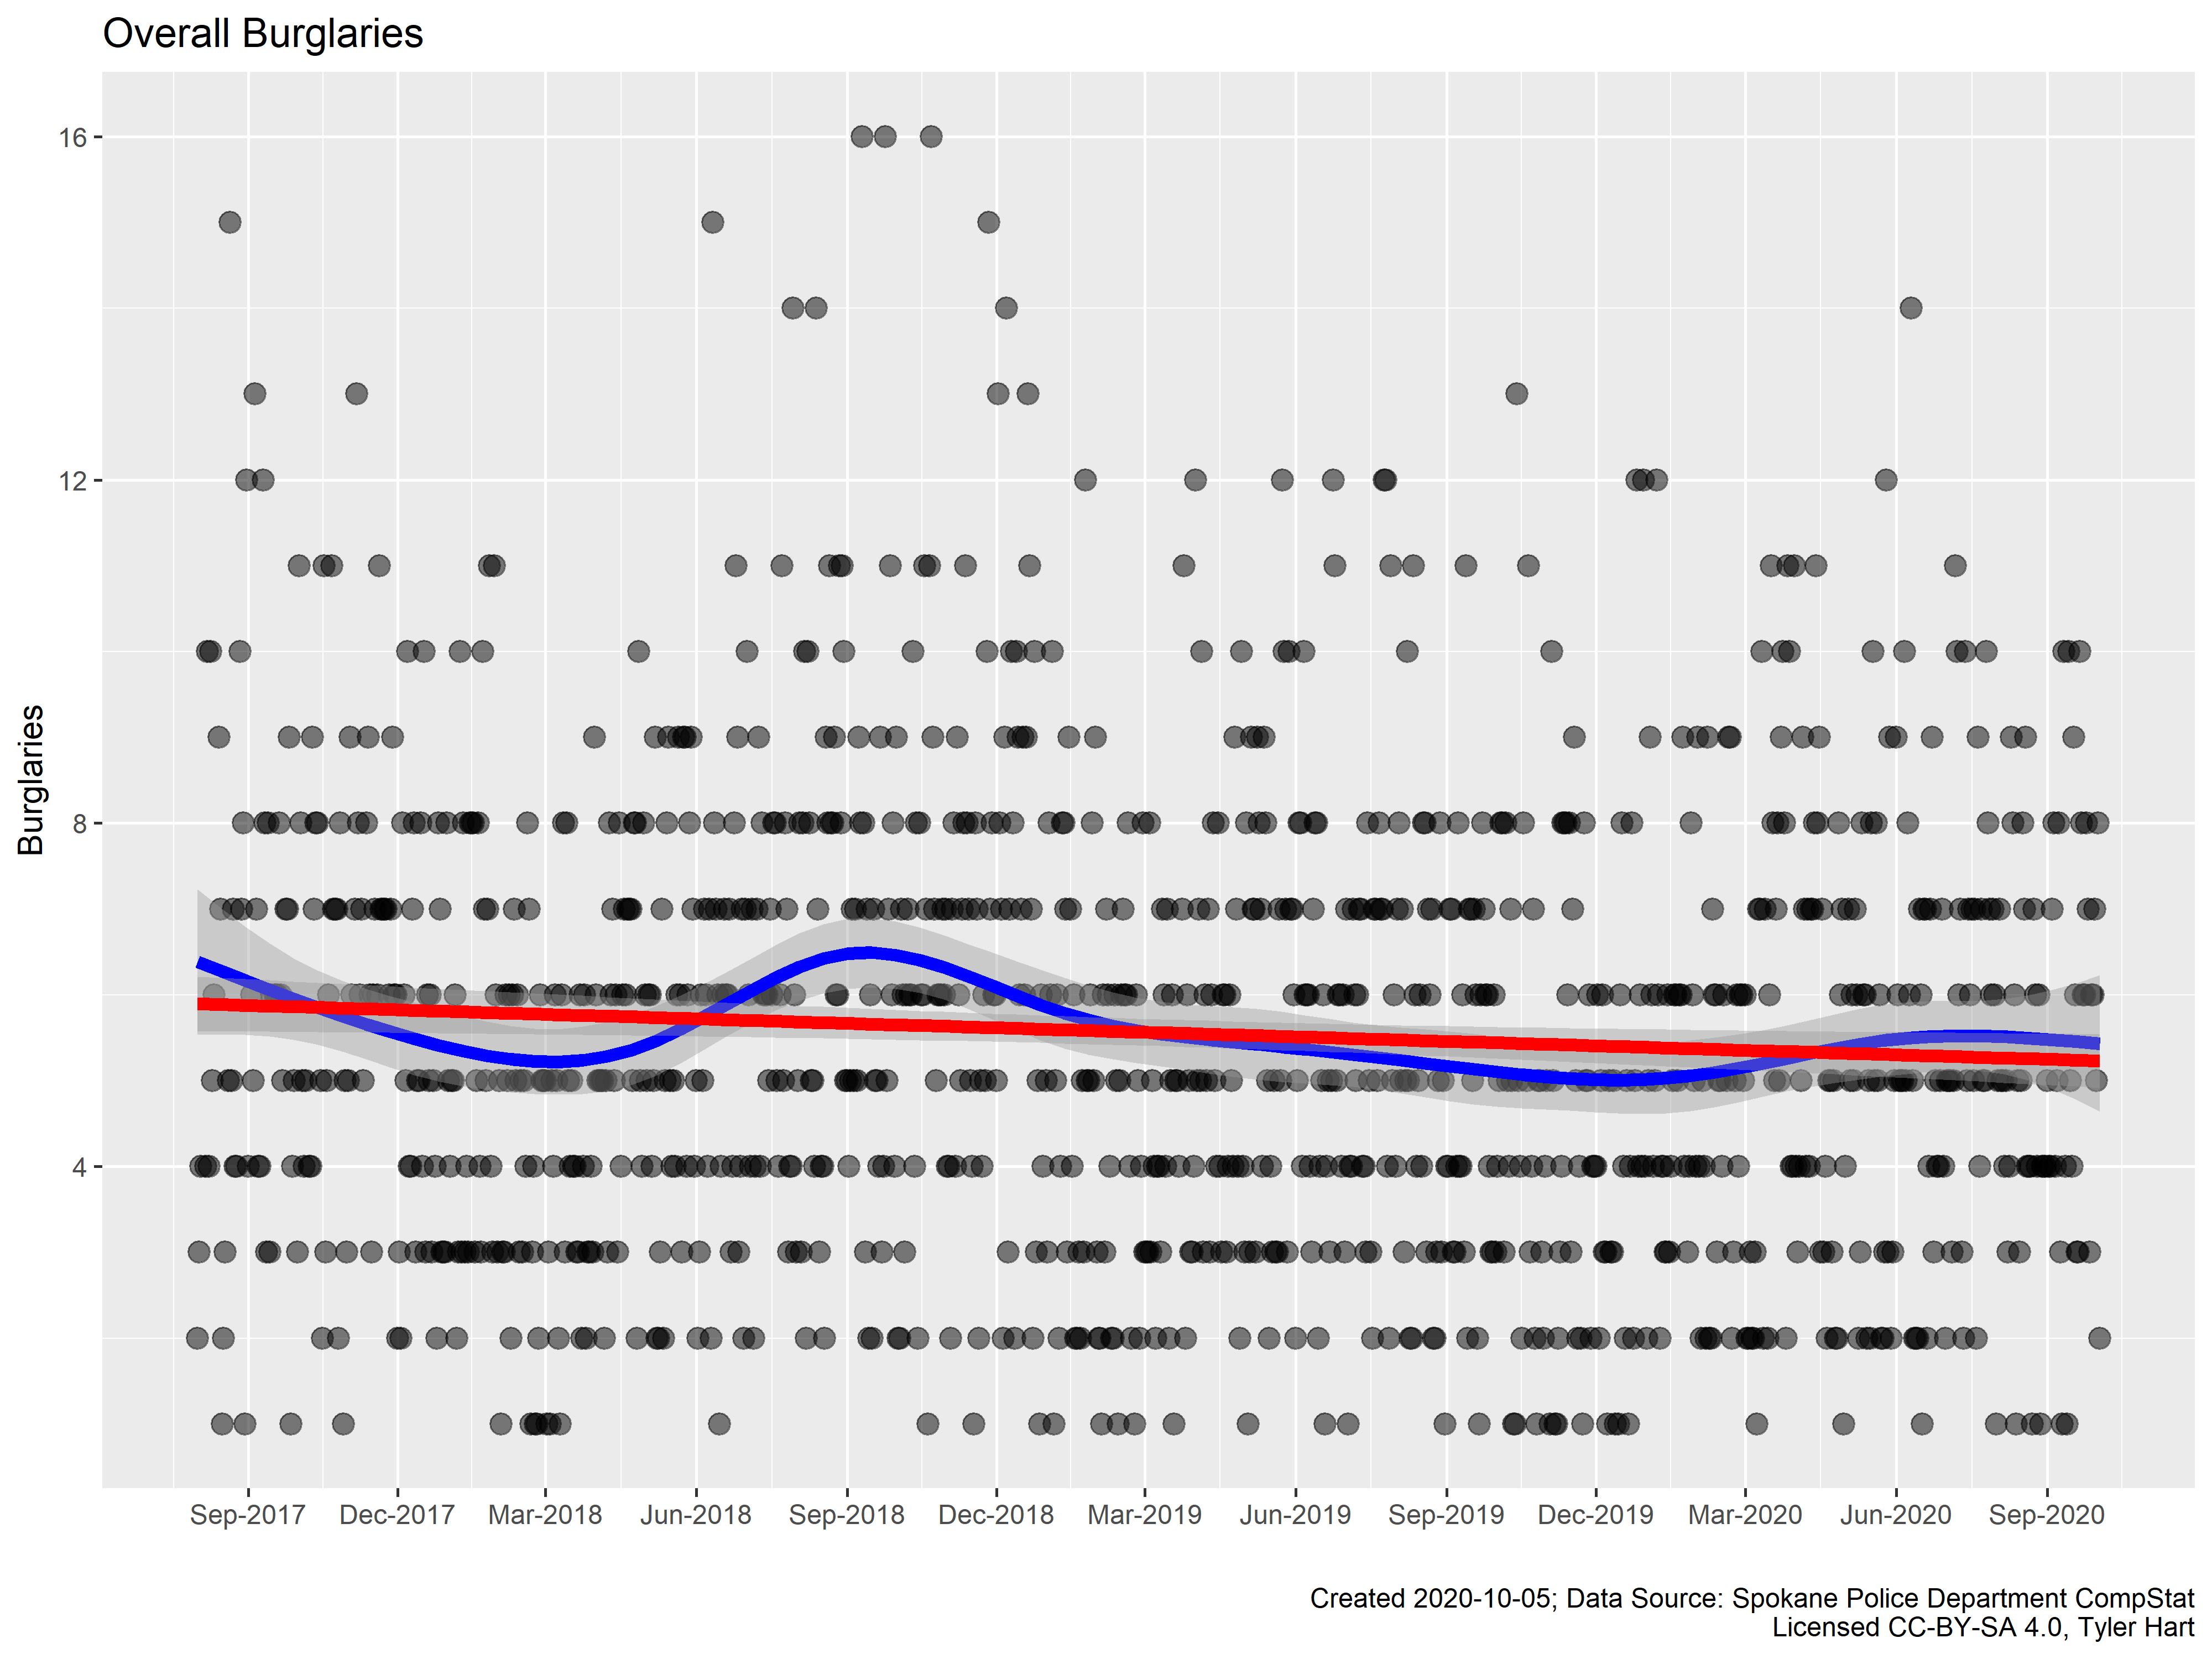 Overall Burglaries
16
12
8
4
Burglaries
Sep-2017 Dec-2017 Mar-2018 Jun-2018 Sep-2018 Dec-2018 Mar-2019 Jun-2019 Sep-2019 Dec-2019 Mar-2020 Jun-2020 Sep-2020
Created 2020-10-05; Data Source: Spokane Police Department CompStat
Licensed CC-BY-SA 4.0, Tyler Hart